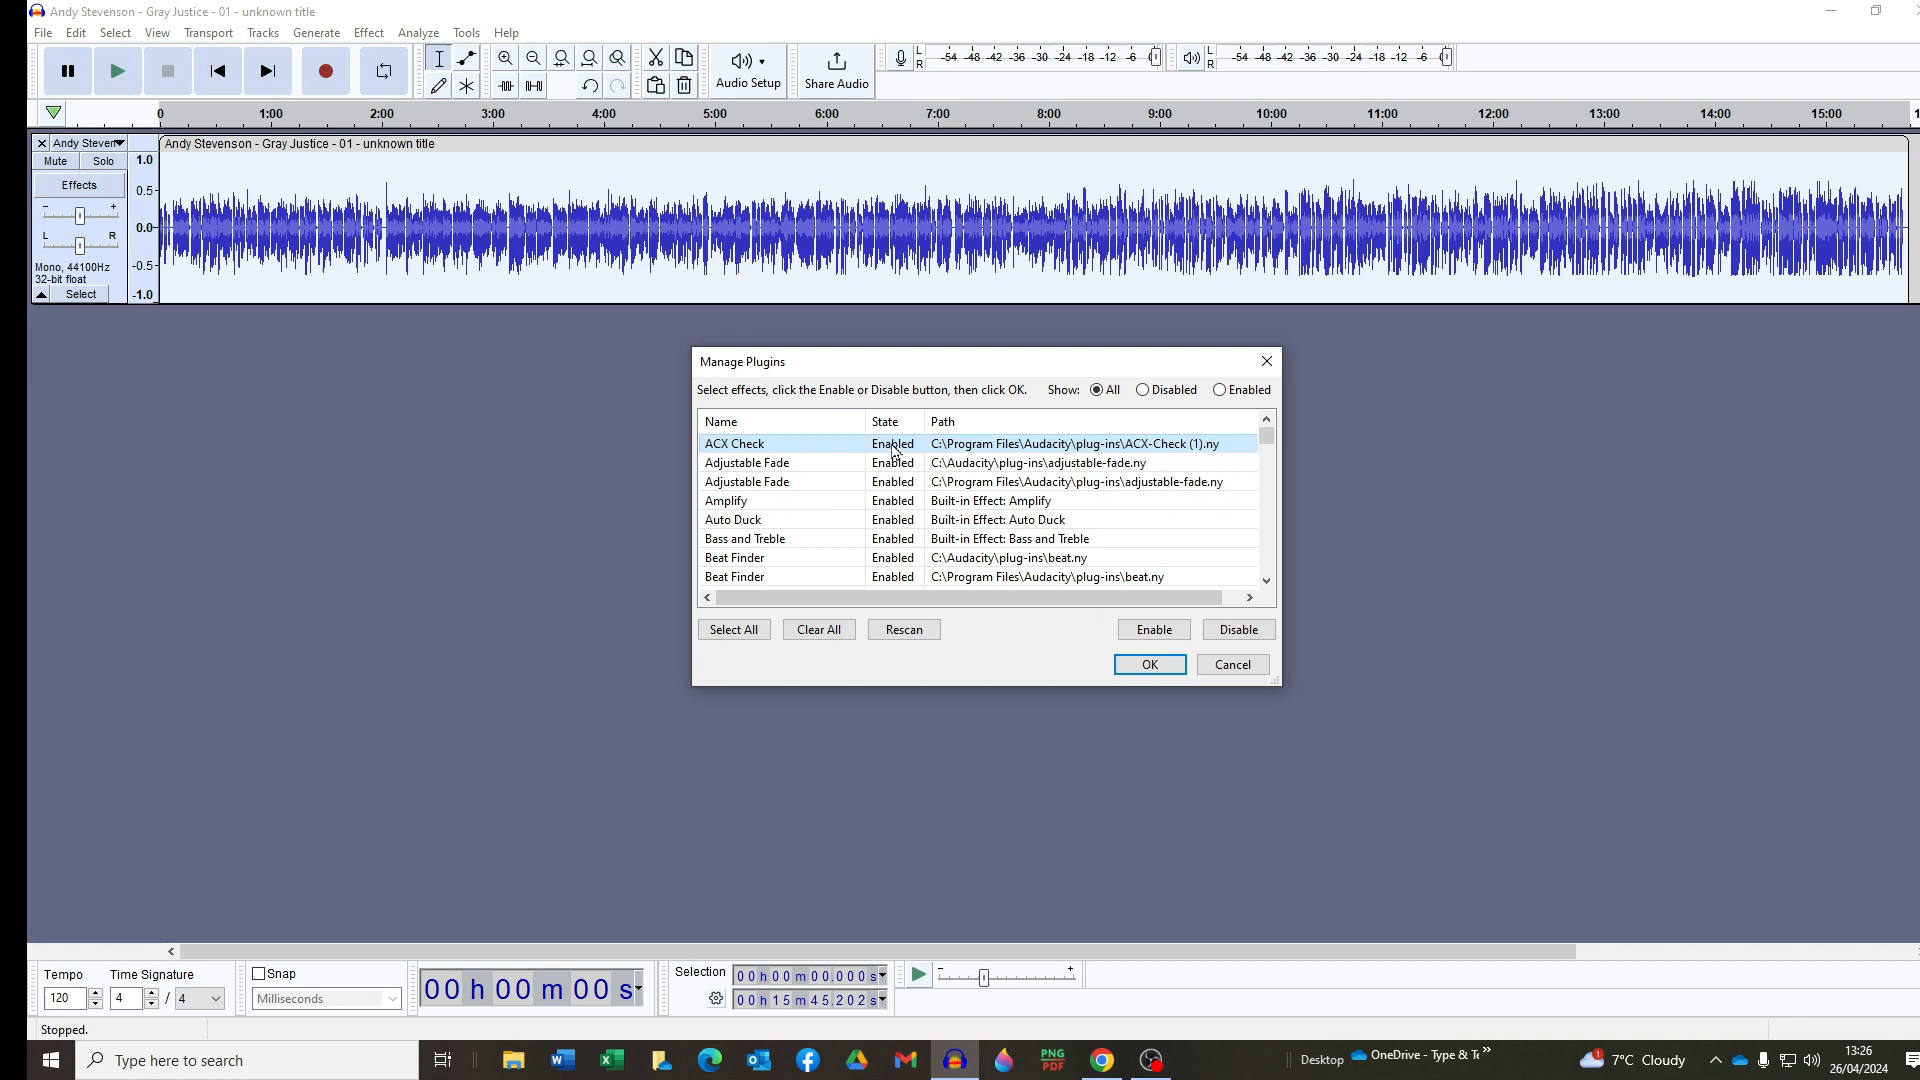 Andy Stevenson - Gray Justice - 01 - unknown title
File Edit Select View Transport Tracks Generate Effect Analyze Tools Help
Audio Setup
Share Audio
L R -54 -48 -42 -36 -30 -24 -18 -12 -6 0
L R -54 -48 -42 -36 -30 -24 -18 -12 -6 0
0 1:00 2:00 3:00 4:00 5:00 6:00 7:00 8:00 9:00 10:00 11:00 12:00 13:00 14:00 15:00
Andy Steven
Andy Stevenson - Gray Justice - 01 - unknown title
Mute Solo
Effects
- +
L R
Mono, 44100Hz
32-bit float
Select
1.0
0.5
0.0
-0.5
-1.0
Manage Plugins
Select effects, click the Enable or Disable button, then click OK. Show: All Disabled Enabled
Name State Path
ACX Check Enabled C:\Program Files\Audacity\plug-ins\ACX-Check (1).ny
Adjustable Fade Enabled C:\Audacity\plug-ins\adjustable-fade.ny
Adjustable Fade Enabled C:\Program Files\Audacity\plug-ins\adjustable-fade.ny
Amplify Enabled Built-in Effect: Amplify
Auto Duck Enabled Built-in Effect: Auto Duck
Bass and Treble Enabled Built-in Effect: Bass and Treble
Beat Finder Enabled C:\Audacity\plug-ins\beat.ny
Beat Finder Enabled C:\Program Files\Audacity\plug-ins\beat.ny
Select All Clear All Rescan Enable Disable
OK Cancel
Tempo Time Signature
120 4 / 4
Snap
Milliseconds
00 h 00 m 00 s
Selection
00 h 00 m 00.000 s
00 h 15 m 45.202 s
- +
Stopped.
Type here to search
PNG
PDF
Desktop
OneDrive - Type & Te
1
7°C Cloudy
13:26
26/04/2024